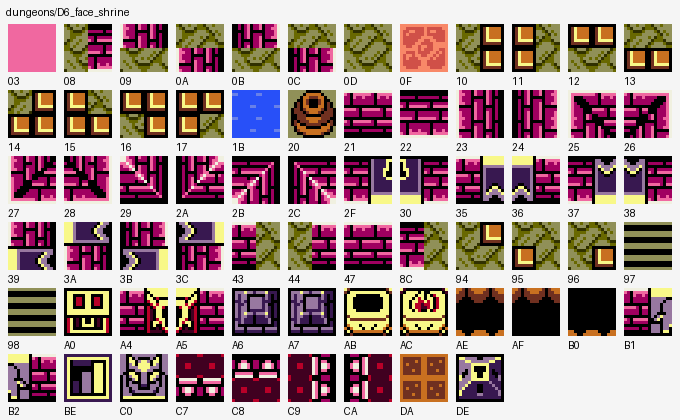 dungeons/D6_face_shrine
03 08 09 0A 0B 0C 0D 0F 10 11 12 13
14 15 16 17 1B 20 21 22 23 24 25 26
27 28 29 2A 2B 2C 2F 30 35 36 37 38
39 3A 3B 3C 43 44 47 8C 94 95 96 97
98 A0 A4 A5 A6 A7 AB AC AE AF B0 B1
B2 BE C0 C7 C8 C9 CA DA DE